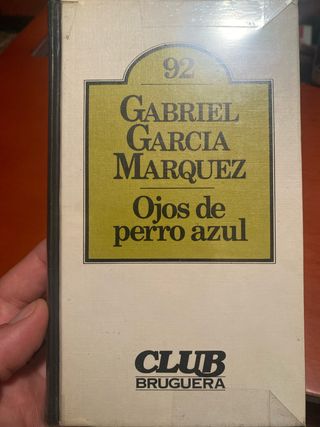 92
GABRIEL
GARCIA
MARQUEZ
Ojos de
perro azul
CLUB
BRUGUERA